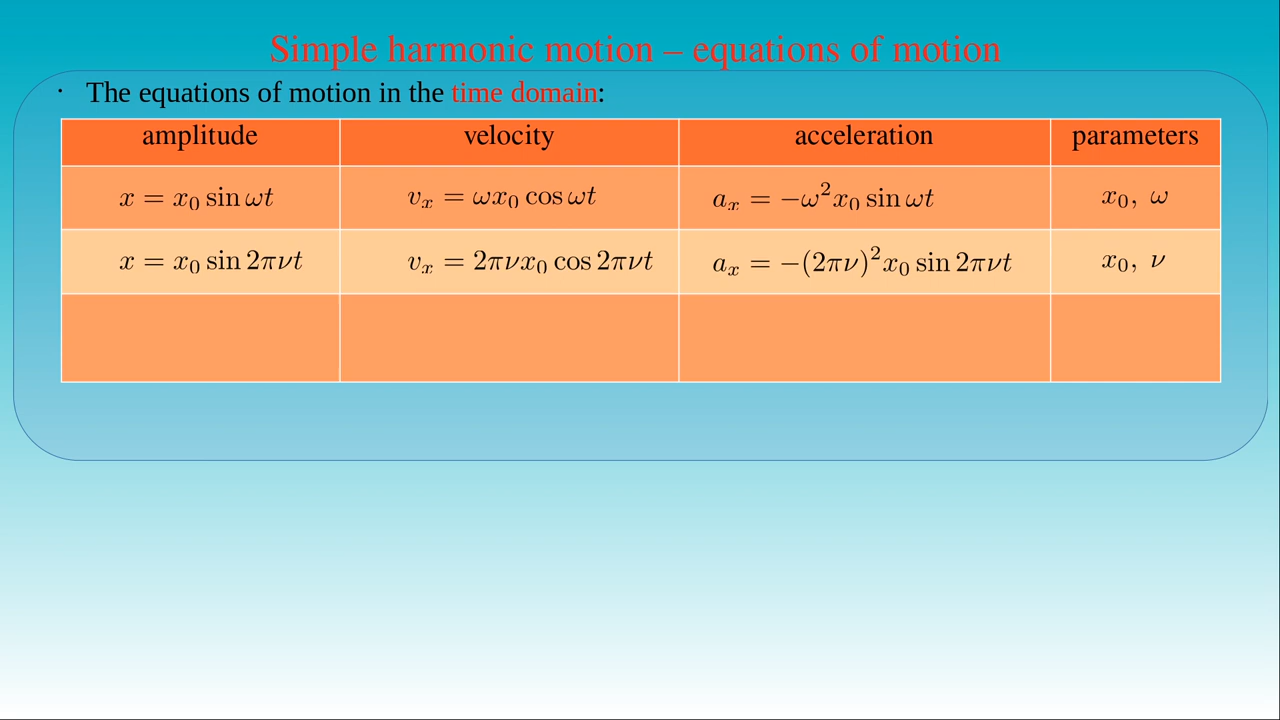 Simple harmonic motion – equations of motion
· The equations of motion in the time domain:
amplitude velocity acceleration parameters
x = x₀ sin ωt vₓ = ωx₀ cos ωt aₓ = −ω²x₀ sin ωt x₀, ω
x = x₀ sin 2πνt vₓ = 2πνx₀ cos 2πνt aₓ = −(2πν)²x₀ sin 2πνt x₀, ν